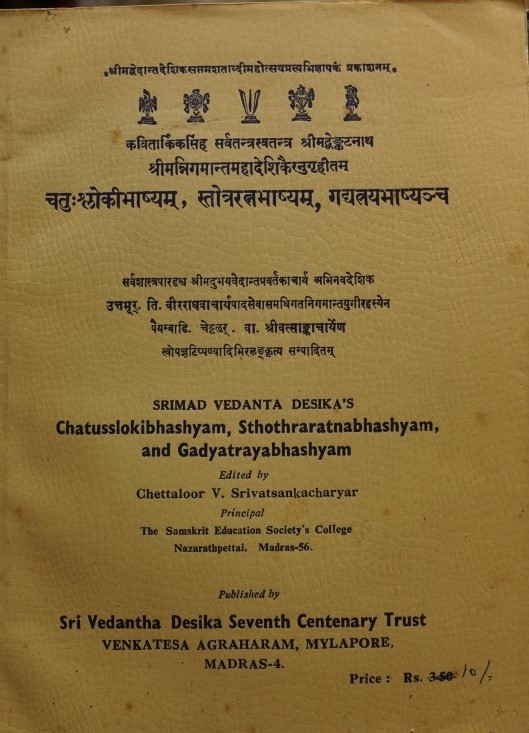 श्रीमद्वेदान्तदेशिकसप्तमशताब्दीमहोत्सवप्रत्यभिज्ञापकं प्रकाशनम्
कवितार्किकसिंह सर्वतन्त्रस्वतन्त्र श्रीमद्वेङ्कटनाथ
श्रीमन्निगमान्तमहादेशिकैरनुगृहीतम्
चतुःश्लोकीभाष्यम्, स्तोत्ररत्नभाष्यम्, गद्यत्रयभाष्यञ्च
सर्वशास्त्रपारदृश्व श्रीमदुभयवेदान्तप्रवर्तकाचार्य अभिनवदेशिक
उत्तमूर्. ति. वीरराघवाचार्यपादसेवासमधिगतनिगमान्तयुगीरहस्येन
पैयम्बाडि. चेट्टलूर्. वा. श्रीवत्साङ्काचार्येण
स्वोपज्ञटिप्पण्यादिभिरलङ्कृत्य सम्पादितम्
SRIMAD VEDANTA DESIKA'S
Chatusslokibhashyam, Sthothraratnabhashyam,
and Gadyatrayabhashyam
Edited by
Chettaloor V. Srivatsankacharyar
Principal
The Samskrit Education Society's College
Nazarathpettai. Madras-56.
Published by
Sri Vedantha Desika Seventh Centenary Trust
VENKATESA AGRAHARAM, MYLAPORE,
MADRAS-4.
Price : Rs. 3-50. 10/-